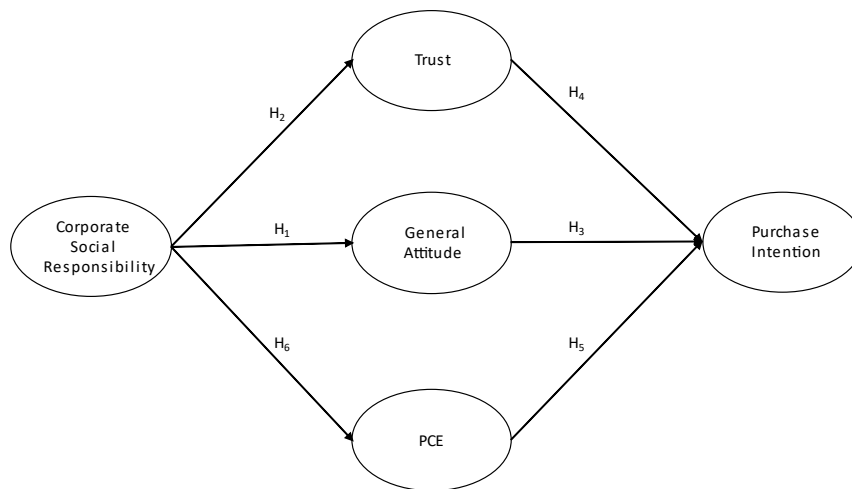 Trust
H₂
H₄
Corporate
Social
Responsibility
H₁
General
Attitude
H₃
Purchase
Intention
H₆
H₅
PCE